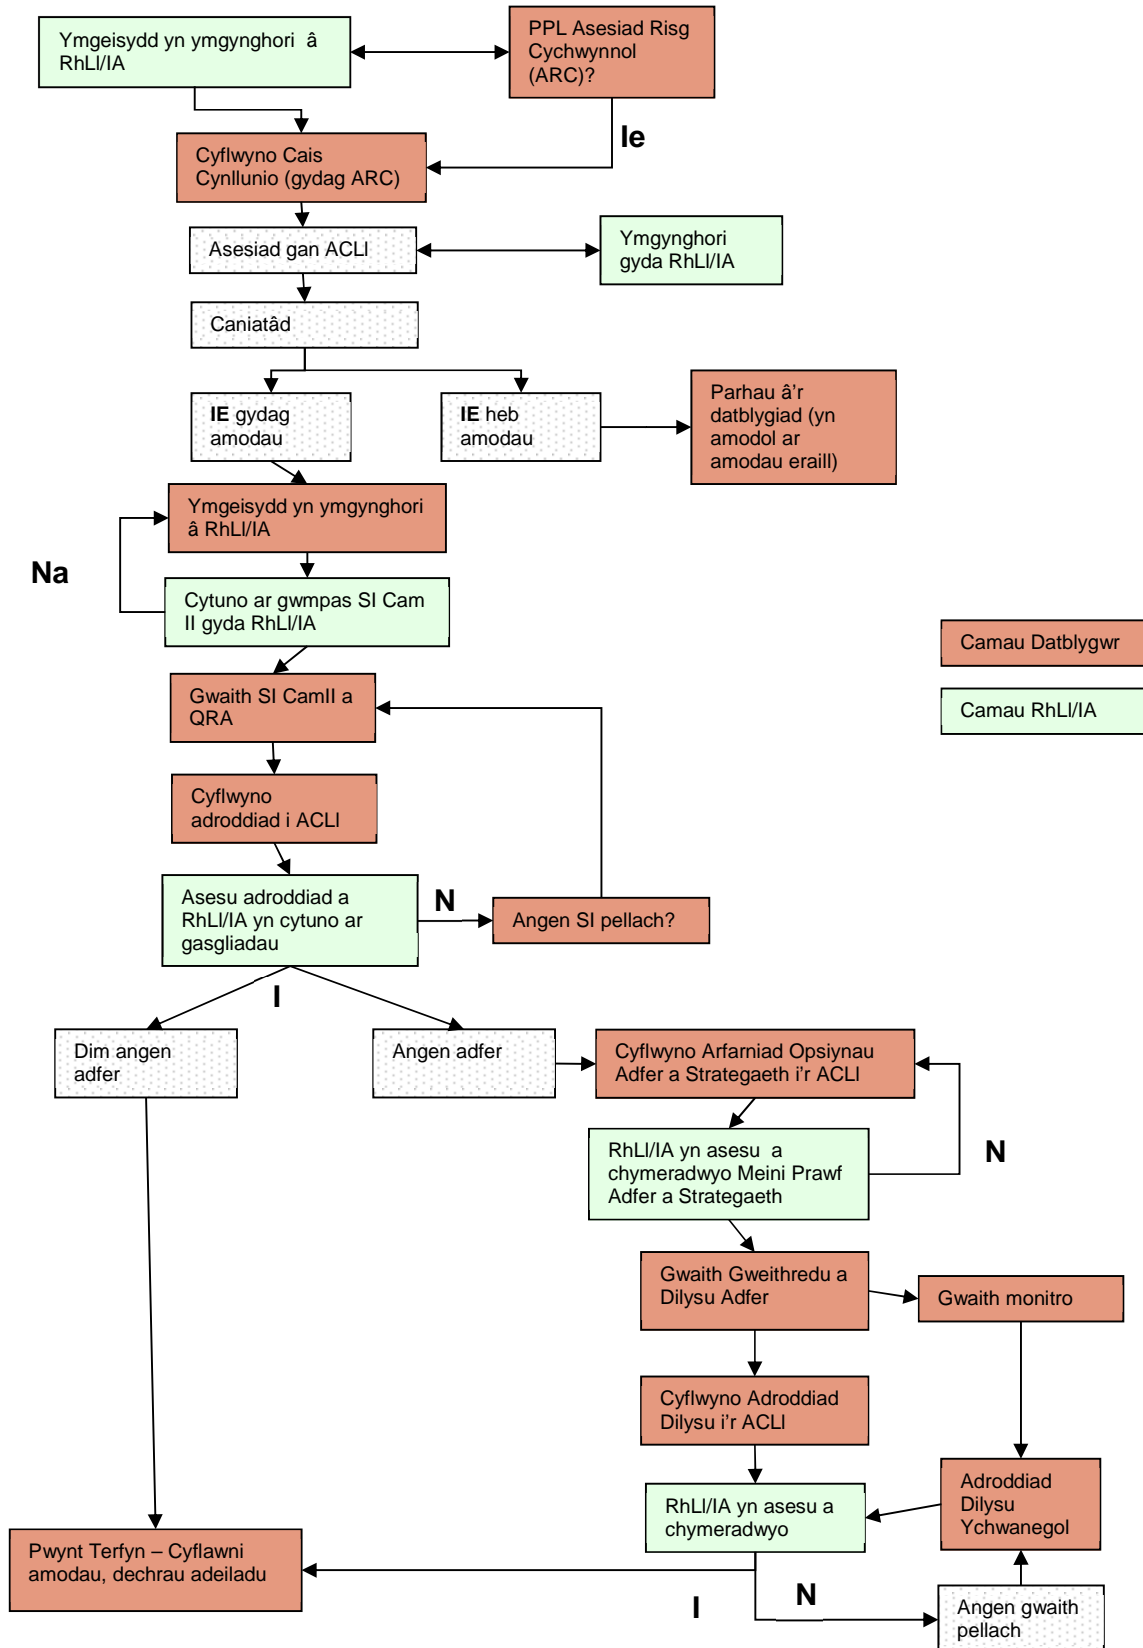 Ymgeisydd yn ymgynghori â
RhLl/IA
PPL Asesiad Risg
Cychwynnol
(ARC)?
Ie
Cyflwyno Cais
Cynllunio (gydag ARC)
Asesiad gan ACLl
Ymgynghori
gyda RhLl/IA
Caniatâd
IE gydag
amodau
IE heb
amodau
Parhau â'r
datblygiad (yn
amodol ar
amodau eraill)
Ymgeisydd yn ymgynghori
â RhLl/IA
Na
Cytuno ar gwmpas SI Cam
II gyda RhLl/IA
Camau Datblygwr
Camau RhLl/IA
Gwaith SI CamII a
QRA
Cyflwyno
adroddiad i ACLl
Asesu adroddiad a
RhLl/IA yn cytuno ar
gasgliadau
N
Angen SI pellach?
I
Dim angen
adfer
Angen adfer
Cyflwyno Arfarniad Opsiynau
Adfer a Strategaeth i'r ACLl
RhLl/IA yn asesu a
chymeradwyo Meini Prawf
Adfer a Strategaeth
N
Gwaith Gweithredu a
Dilysu Adfer
Gwaith monitro
Cyflwyno Adroddiad
Dilysu i'r ACLl
Adroddiad
Dilysu
Ychwanegol
RhLl/IA yn asesu a
chymeradwyo
Pwynt Terfyn – Cyflawni
amodau, dechrau adeiladu
I
N
Angen gwaith
pellach